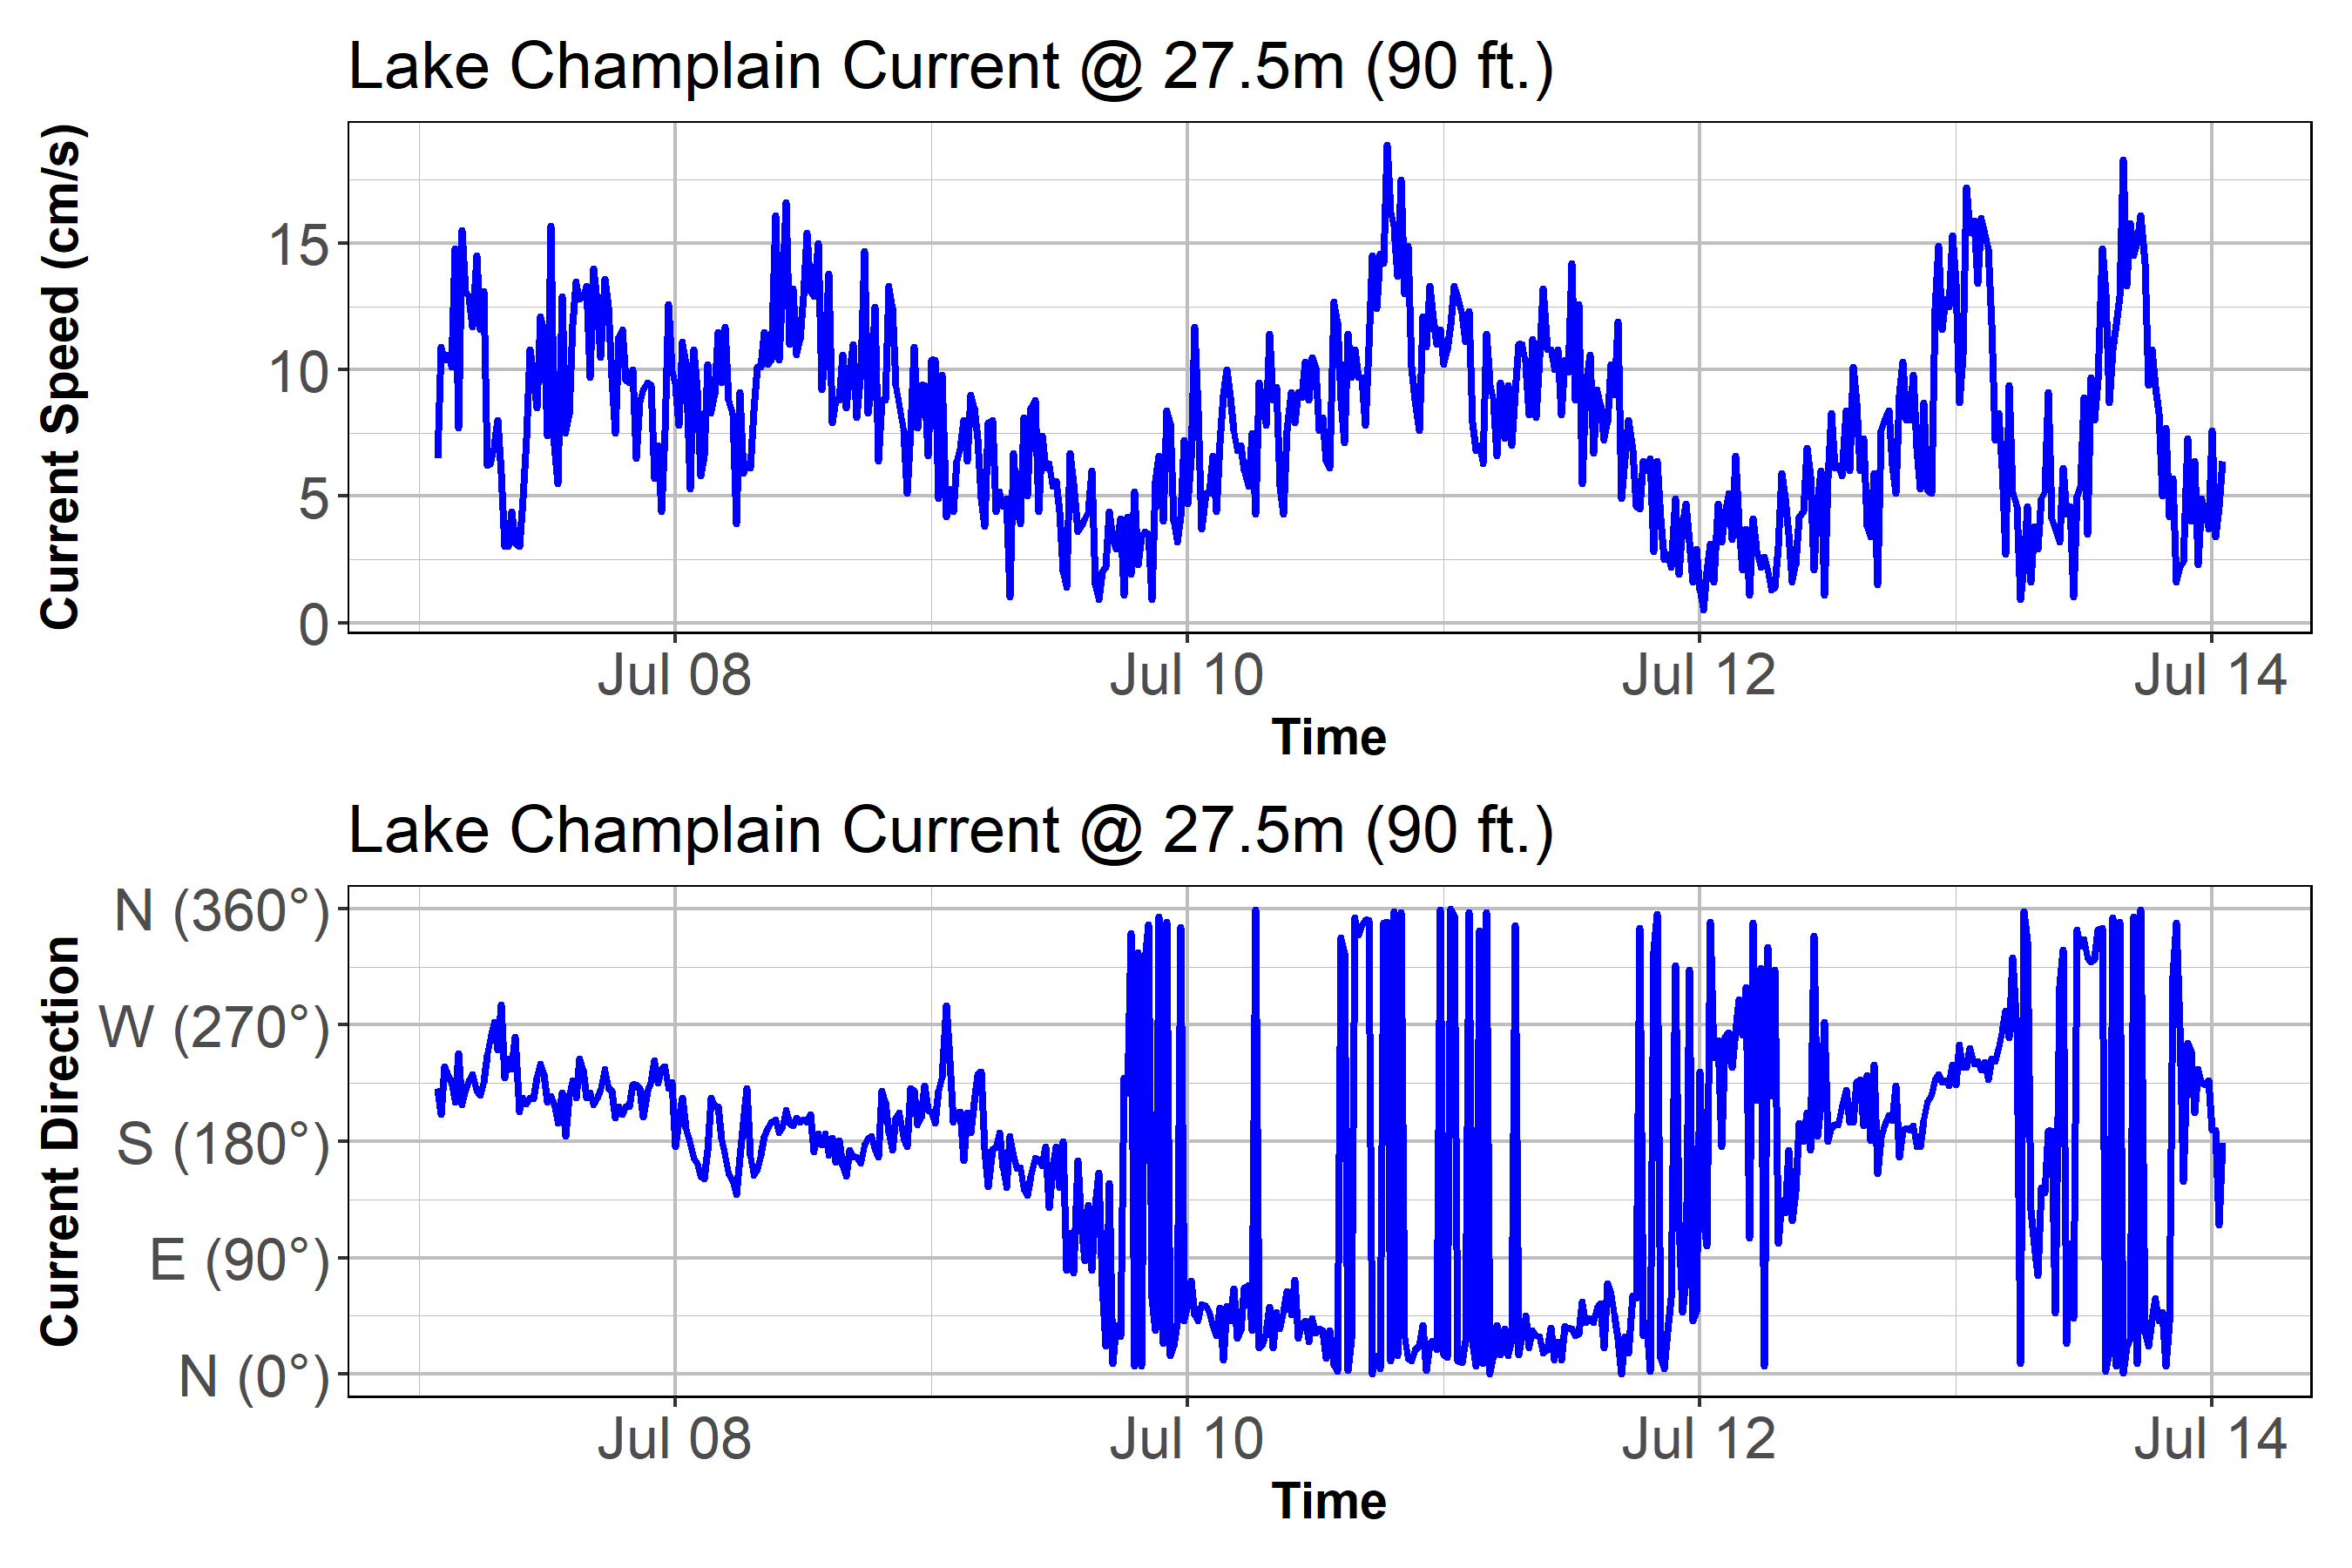 Lake Champlain Current @ 27.5m (90 ft.)
Current Speed (cm/s)
15
10
5
0
Jul 08 Jul 10 Jul 12 Jul 14
Time
Lake Champlain Current @ 27.5m (90 ft.)
Current Direction
N (360°)
W (270°)
S (180°)
E (90°)
N (0°)
Jul 08 Jul 10 Jul 12 Jul 14
Time